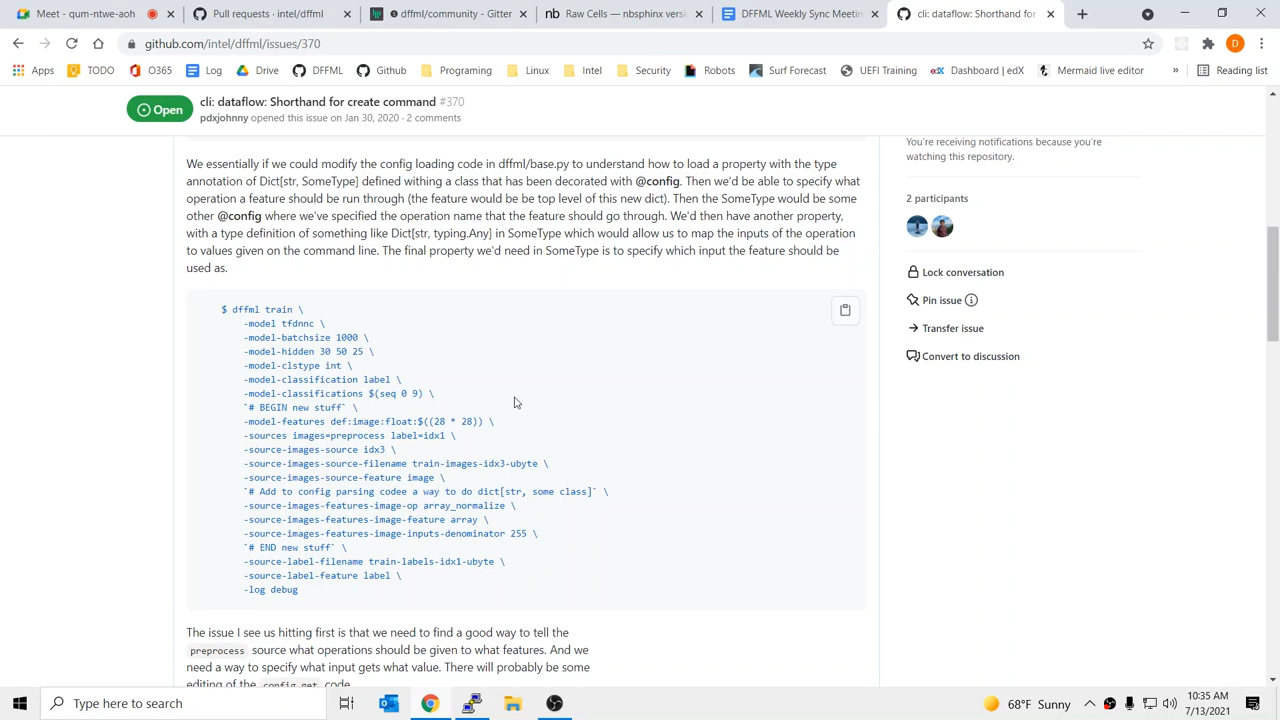 Meet - qum-ntwe-aoh
Pull requests · intel/dffml
dffml/community - Gitter
nb Raw Cells — nbsphinx versi
DFFML Weekly Sync Meetin
cli: dataflow: Shorthand for
github.com/intel/dffml/issues/370
D
Apps
TODO
O365
Log
Drive
DFFML
Github
Programing
Linux
Intel
Security
Robots
Surf Forecast
UEFI Training
edX Dashboard | edX
Mermaid live editor
»
Reading list
Open
cli: dataflow: Shorthand for create command #370
pdxjohnny opened this issue on Jan 30, 2020 · 2 comments
We essentially if we could modify the config loading code in dffml/base.py to understand how to load a property with the type
annotation of Dict[str, SomeType] defined withing a class that has been decorated with @config. Then we'd be able to specify what
operation a feature should be run through (the feature would be be top level of this new dict). Then the SomeType would be some
other @config where we've specified the operation name that the feature should go through. We'd then have another property,
with a type definition of something like Dict[str, typing.Any] in SomeType which would allow us to map the inputs of the operation
to values given on the command line. The final property we'd need in SomeType is to specify which input the feature should be
used as.
$ dffml train \
-model tfdnnc \
-model-batchsize 1000 \
-model-hidden 30 50 25 \
-model-clstype int \
-model-classification label \
-model-classifications $(seq 0 9) \
`# BEGIN new stuff` \
-model-features def:image:float:$((28 * 28)) \
-sources images=preprocess label=idx1 \
-source-images-source idx3 \
-source-images-source-filename train-images-idx3-ubyte \
-source-images-source-feature image \
`# Add to config parsing codee a way to do dict[str, some class]` \
-source-images-features-image-op array_normalize \
-source-images-features-image-feature array \
-source-images-features-image-inputs-denominator 255 \
`# END new stuff` \
-source-label-filename train-labels-idx1-ubyte \
-source-label-feature label \
-log debug
The issue I see us hitting first is that we need to find a good way to tell the
preprocess source what operations should be given to what features. And we
need a way to specify what input gets what value. There will probably be some
editing of the config_get code.
You're receiving notifications because you're
watching this repository.
2 participants
Lock conversation
Pin issue
Transfer issue
Convert to discussion
Type here to search
68°F Sunny
10:35 AM
7/13/2021